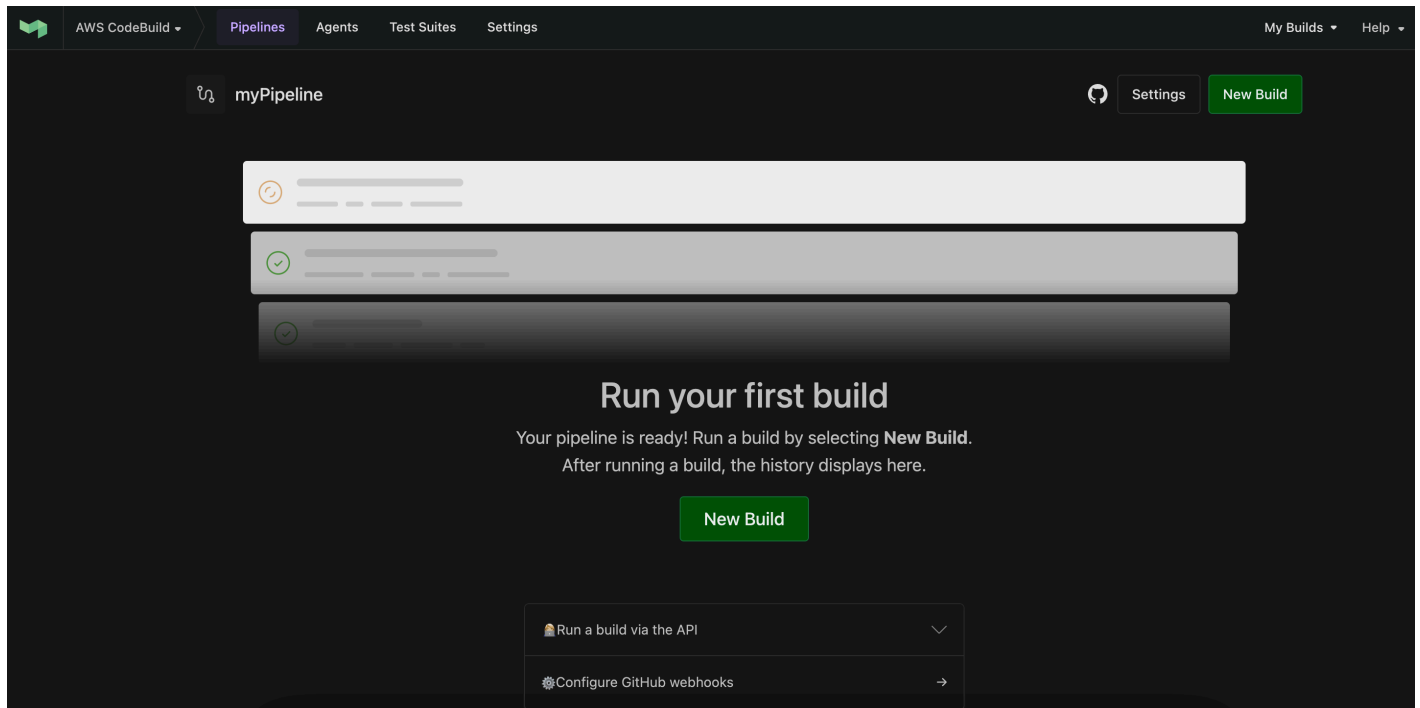 AWS CodeBuild
Pipelines
Agents
Test Suites
Settings
My Builds
Help
myPipeline
Settings
New Build
Run your first build
Your pipeline is ready! Run a build by selecting New Build.
After running a build, the history displays here.
New Build
Run a build via the API
Configure GitHub webhooks